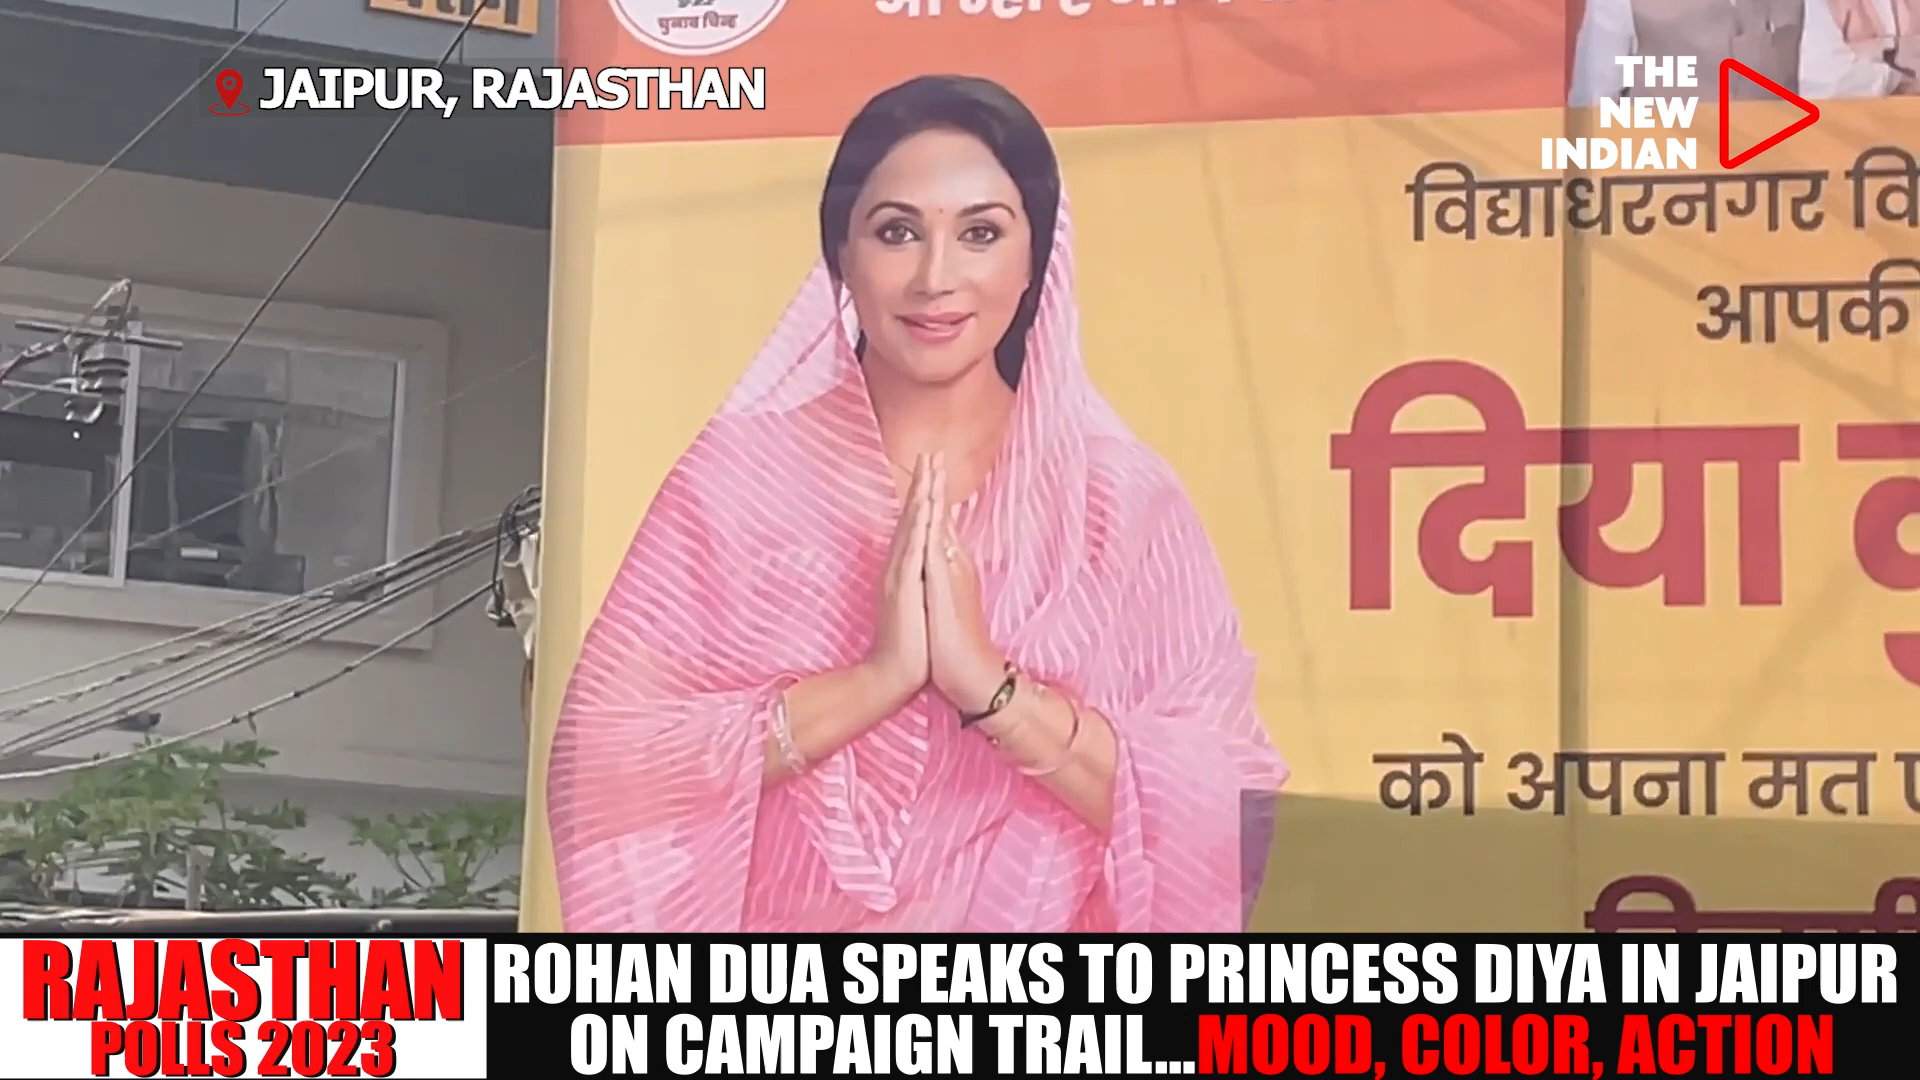 चुनाव चिन्ह
JAIPUR, RAJASTHAN
THE
NEW
INDIAN
विद्याधरनगर वि
आपकी
दिया
को अपना मत
RAJASTHAN
POLLS 2023
ROHAN DUA SPEAKS TO PRINCESS DIYA IN JAIPUR
ON CAMPAIGN TRAIL...MOOD, COLOR, ACTION